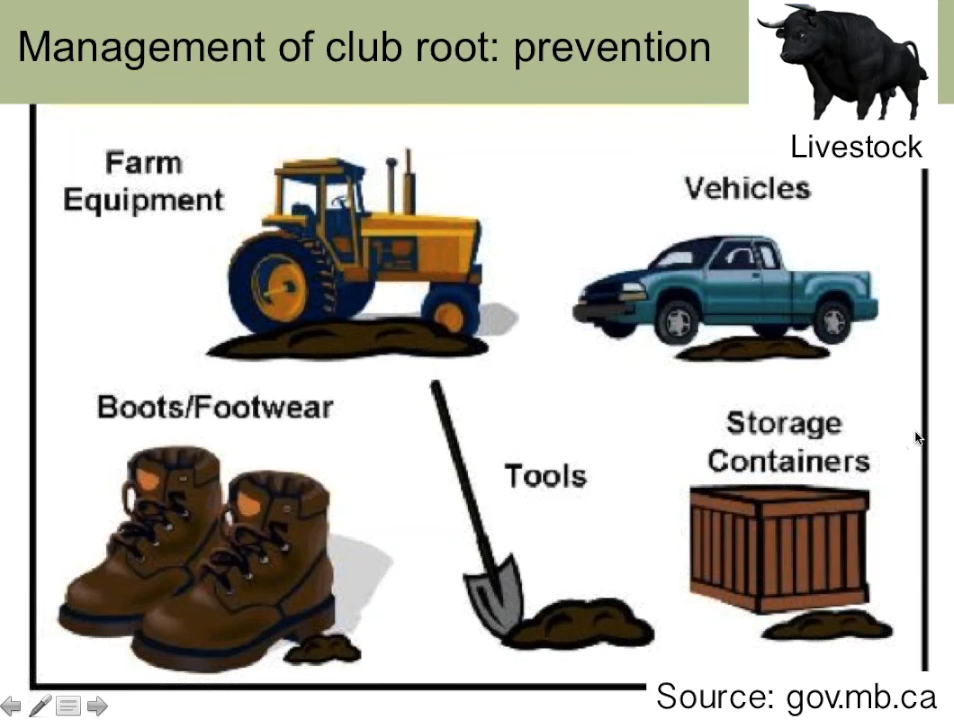 Management of club root: prevention
Livestock
Farm
Equipment
Vehicles
Boots/Footwear
Tools
Storage
Containers
Source: gov.mb.ca